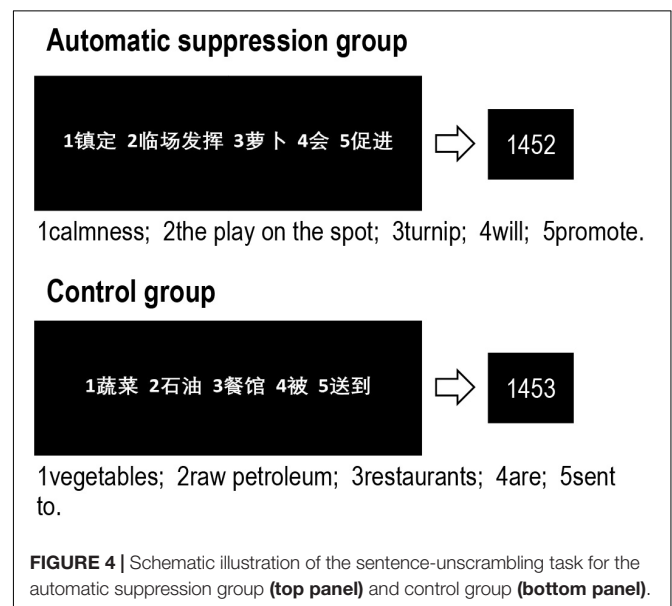 Automatic suppression group
1镇定 2临场发挥 3萝卜 4会 5促进
1452
1calmness; 2the play on the spot; 3turnip; 4will; 5promote.
Control group
1蔬菜 2石油 3餐馆 4被 5送到
1453
1vegetables; 2raw petroleum; 3restaurants; 4are; 5sent
to.
FIGURE 4 | Schematic illustration of the sentence-unscrambling task for the
automatic suppression group (top panel) and control group (bottom panel).